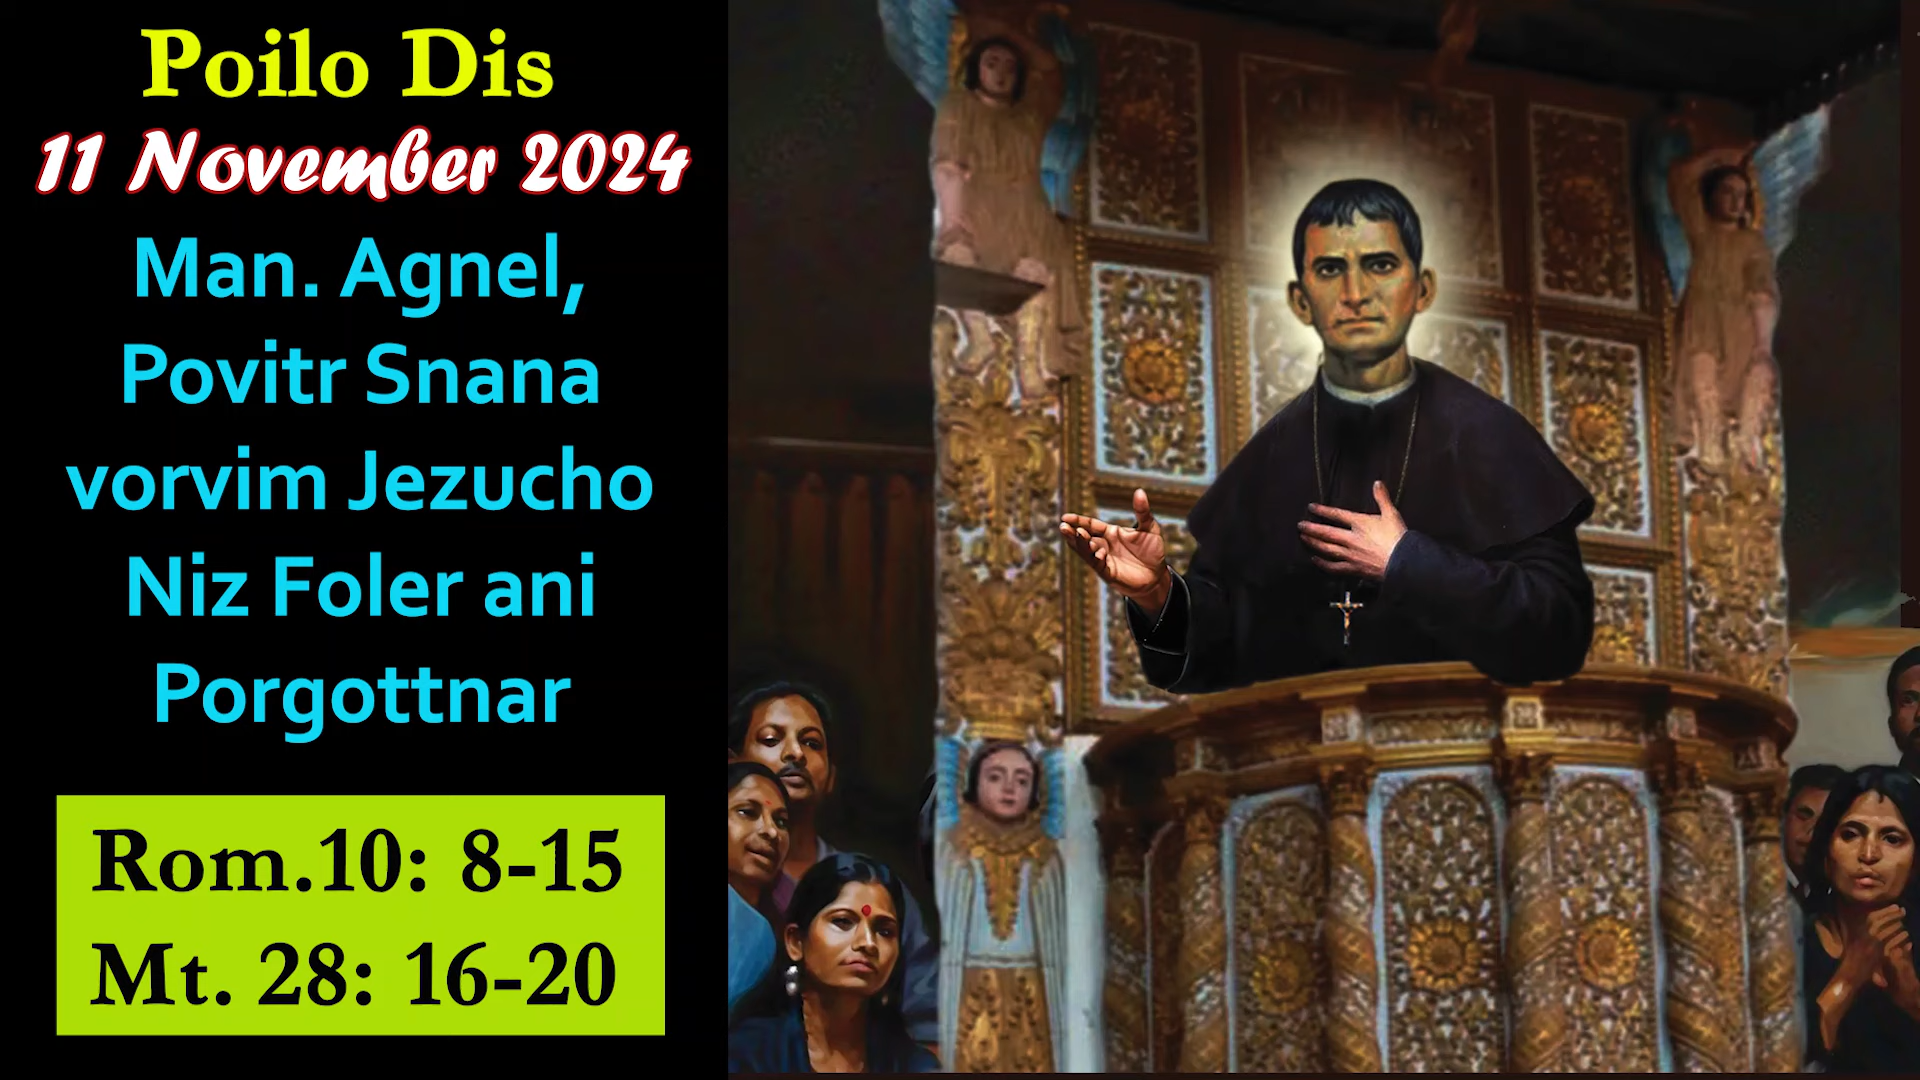 Poilo Dis
11 November 2024
Man. Agnel,
Povitr Snana
vorvim Jezucho
Niz Foler ani
Porgottnar
Rom.10: 8-15
Mt. 28: 16-20